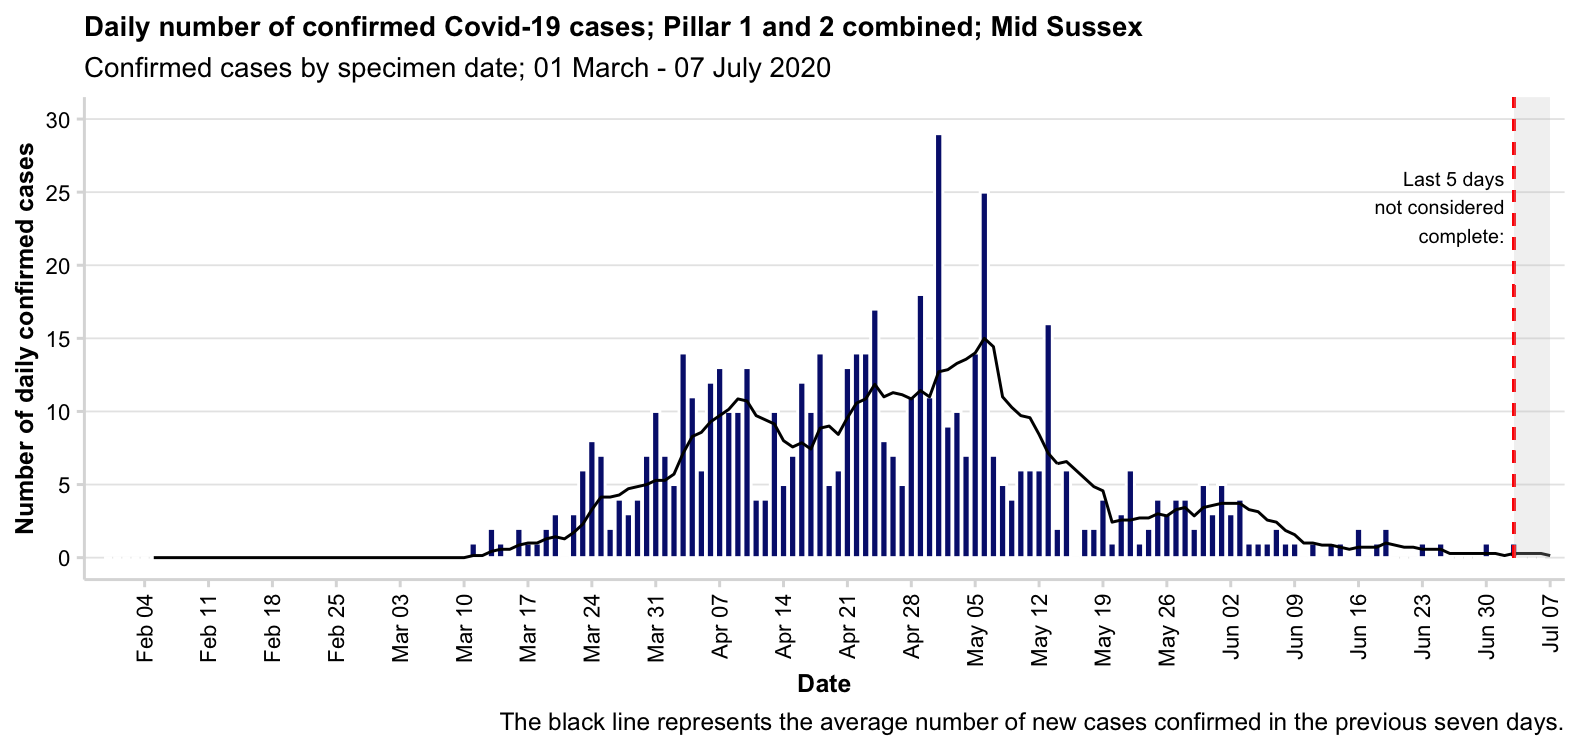 Daily number of confirmed Covid-19 cases; Pillar 1 and 2 combined; Mid Sussex
Confirmed cases by specimen date; 01 March - 07 July 2020
Number of daily confirmed cases
30
25
20
15
10
5
0
Last 5 days
not considered
complete:
Feb 04
Feb 11
Feb 18
Feb 25
Mar 03
Mar 10
Mar 17
Mar 24
Mar 31
Apr 07
Apr 14
Apr 21
Apr 28
May 05
May 12
May 19
May 26
Jun 02
Jun 09
Jun 16
Jun 23
Jun 30
Jul 07
Date
The black line represents the average number of new cases confirmed in the previous seven days.